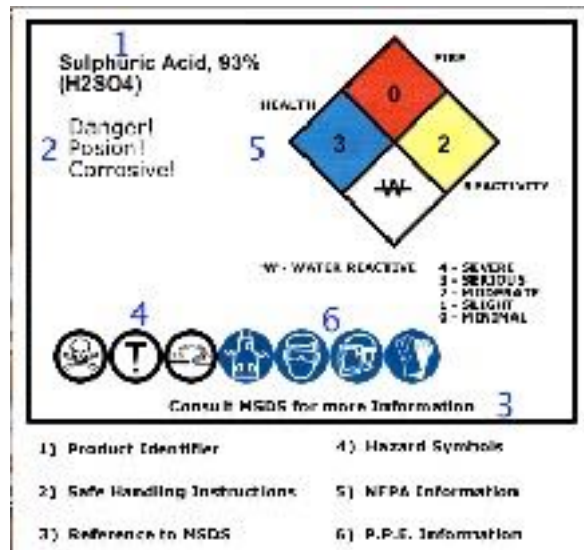 1
Sulphuric Acid, 93%
(H2SO4)
FIRE
0
HEALTH
2
Danger!
Posion!
Corrosive!
5
3
2
REACTIVITY
W
W - WATER REACTIVE
4 - SEVERE
3 - SERIOUS
2 - MODERATE
1 - SLIGHT
0 - MINIMAL
4
6
T
Consult MSDS for more Information
3
1) Product Identifier
4) Hazard Symbols
2) Safe Handling Instructions
5) NFPA Information
3) Reference to MSDS
6) P.P.E. Information